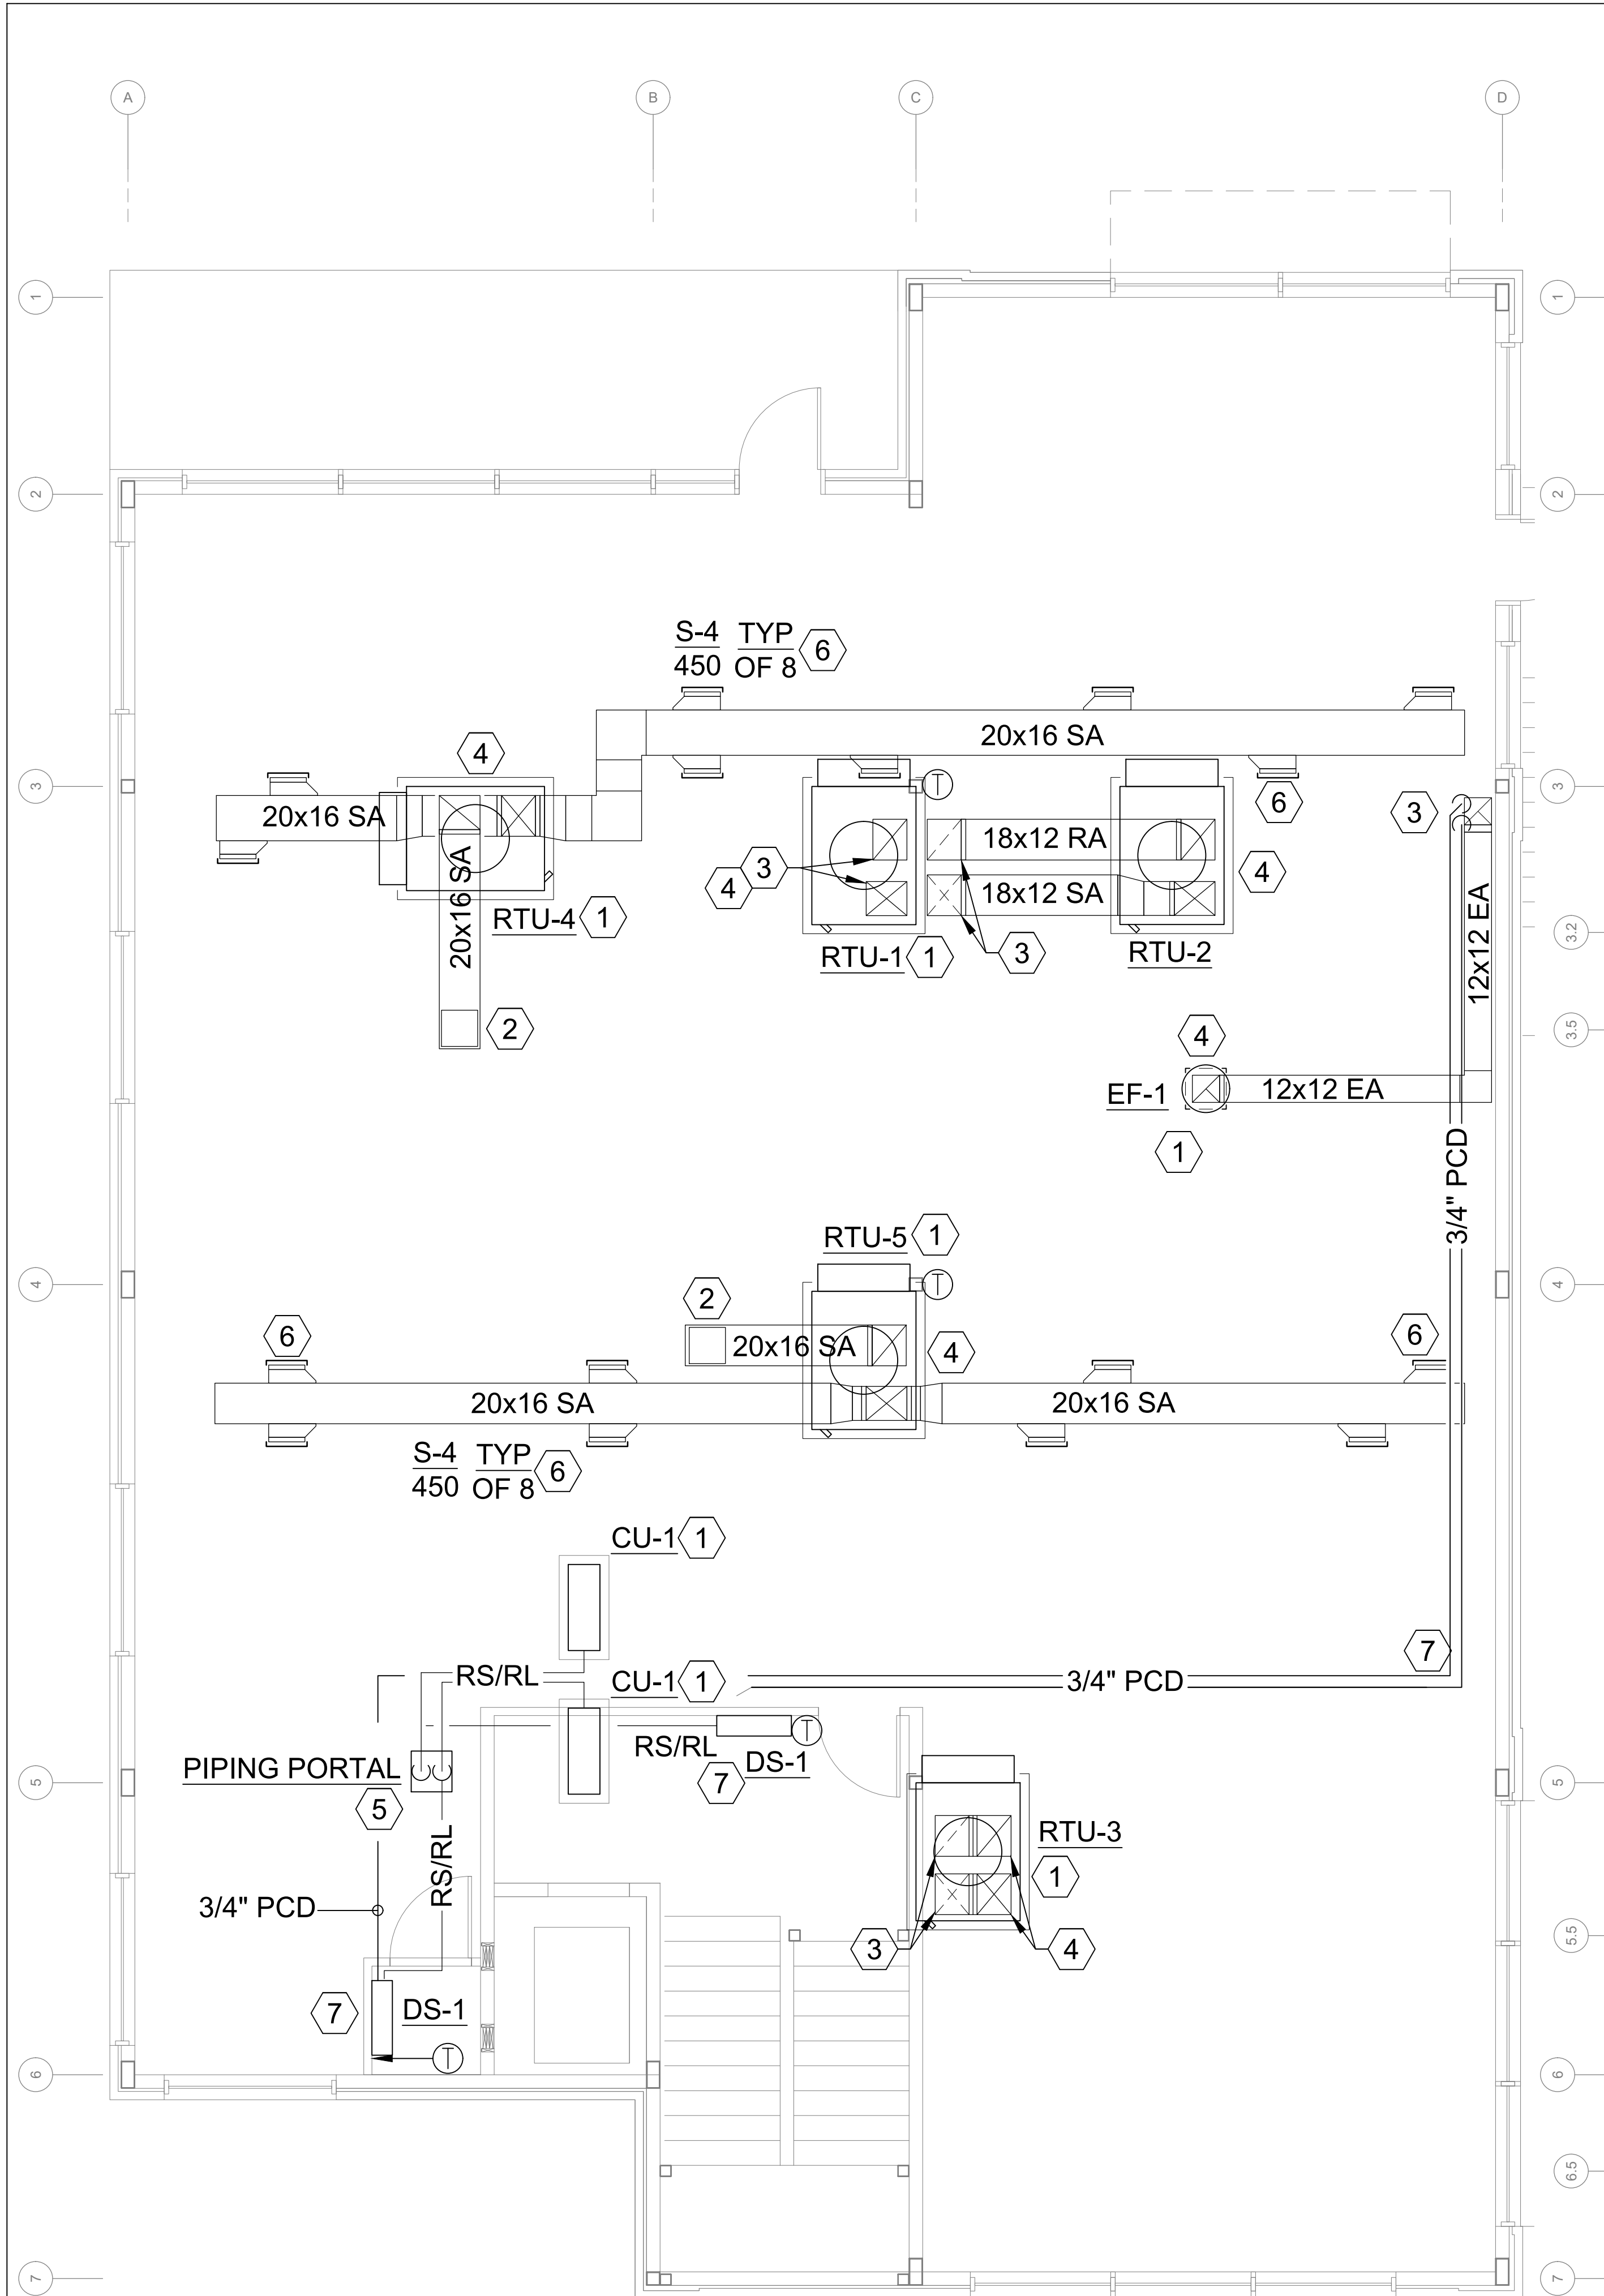 A
B
C
D
1
1
2
2
S-4 TYP
450 OF 8
6
20x16 SA
4
3
3
T
6
3
20x16 SA
18x12 RA
3
4
4
18x12 SA
20x16 SA
RTU-4
1
RTU-1
1
3
RTU-2
12x12 EA
3.2
2
3.5
4
EF-1
12x12 EA
1
3/4" PCD
RTU-5
1
4
4
T
2
6
6
20x16 SA
4
20x16 SA
20x16 SA
S-4 TYP
450 OF 8
6
CU-1
1
7
RS/RL
CU-1
1
3/4" PCD
RS/RL
T
DS-1
7
PIPING PORTAL
5
5
5
RTU-3
1
RS/RL
3/4" PCD
5.5
3
4
7
DS-1
T
6
6
6.5
7
7